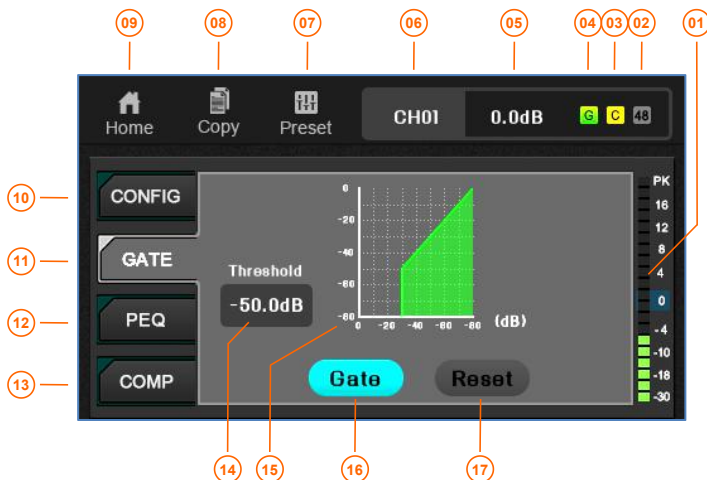 09 08 07 06 05 04 03 02 01
Home Copy Preset CH01 0.0dB G C 48
PK
16
12
8
4
0
-4
-10
-18
-30
10 CONFIG
11 GATE
12 PEQ
13 COMP
Threshold
-50.0dB
0
-20
-40
-60
-80
0 -20 -40 -60 -80 (dB)
Gate Reset
14 15 16 17